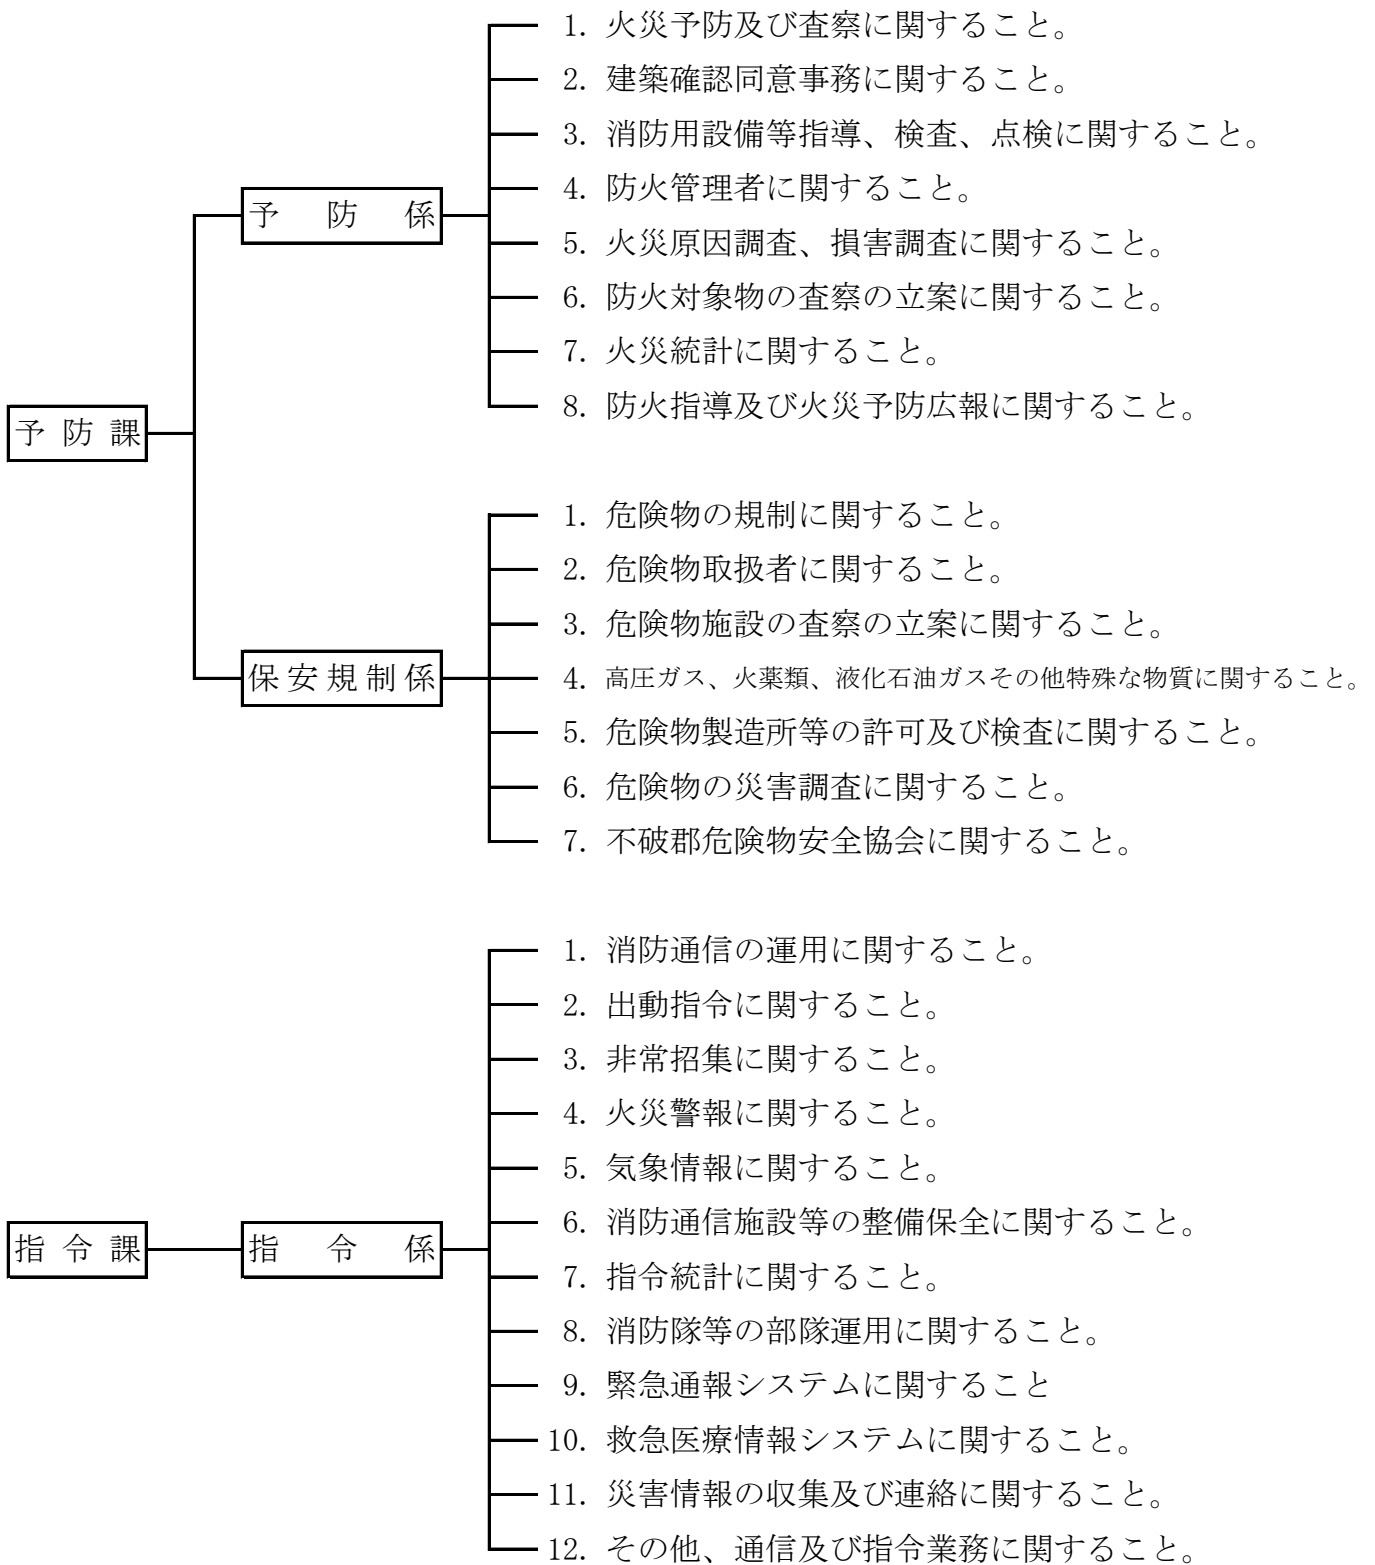 予防課
予防係
1. 火災予防及び査察に関すること。
2. 建築確認同意事務に関すること。
3. 消防用設備等指導、検査、点検に関すること。
4. 防火管理者に関すること。
5. 火災原因調査、損害調査に関すること。
6. 防火対象物の査察の立案に関すること。
7. 火災統計に関すること。
8. 防火指導及び火災予防広報に関すること。
保安規制係
1. 危険物の規制に関すること。
2. 危険物取扱者に関すること。
3. 危険物施設の査察の立案に関すること。
4. 高圧ガス、火薬類、液化石油ガスその他特殊な物質に関すること。
5. 危険物製造所等の許可及び検査に関すること。
6. 危険物の災害調査に関すること。
7. 不破郡危険物安全協会に関すること。
指令課
指令係
1. 消防通信の運用に関すること。
2. 出動指令に関すること。
3. 非常招集に関すること。
4. 火災警報に関すること。
5. 気象情報に関すること。
6. 消防通信施設等の整備保全に関すること。
7. 指令統計に関すること。
8. 消防隊等の部隊運用に関すること。
9. 緊急通報システムに関すること
10. 救急医療情報システムに関すること。
11. 災害情報の収集及び連絡に関すること。
12. その他、通信及び指令業務に関すること。